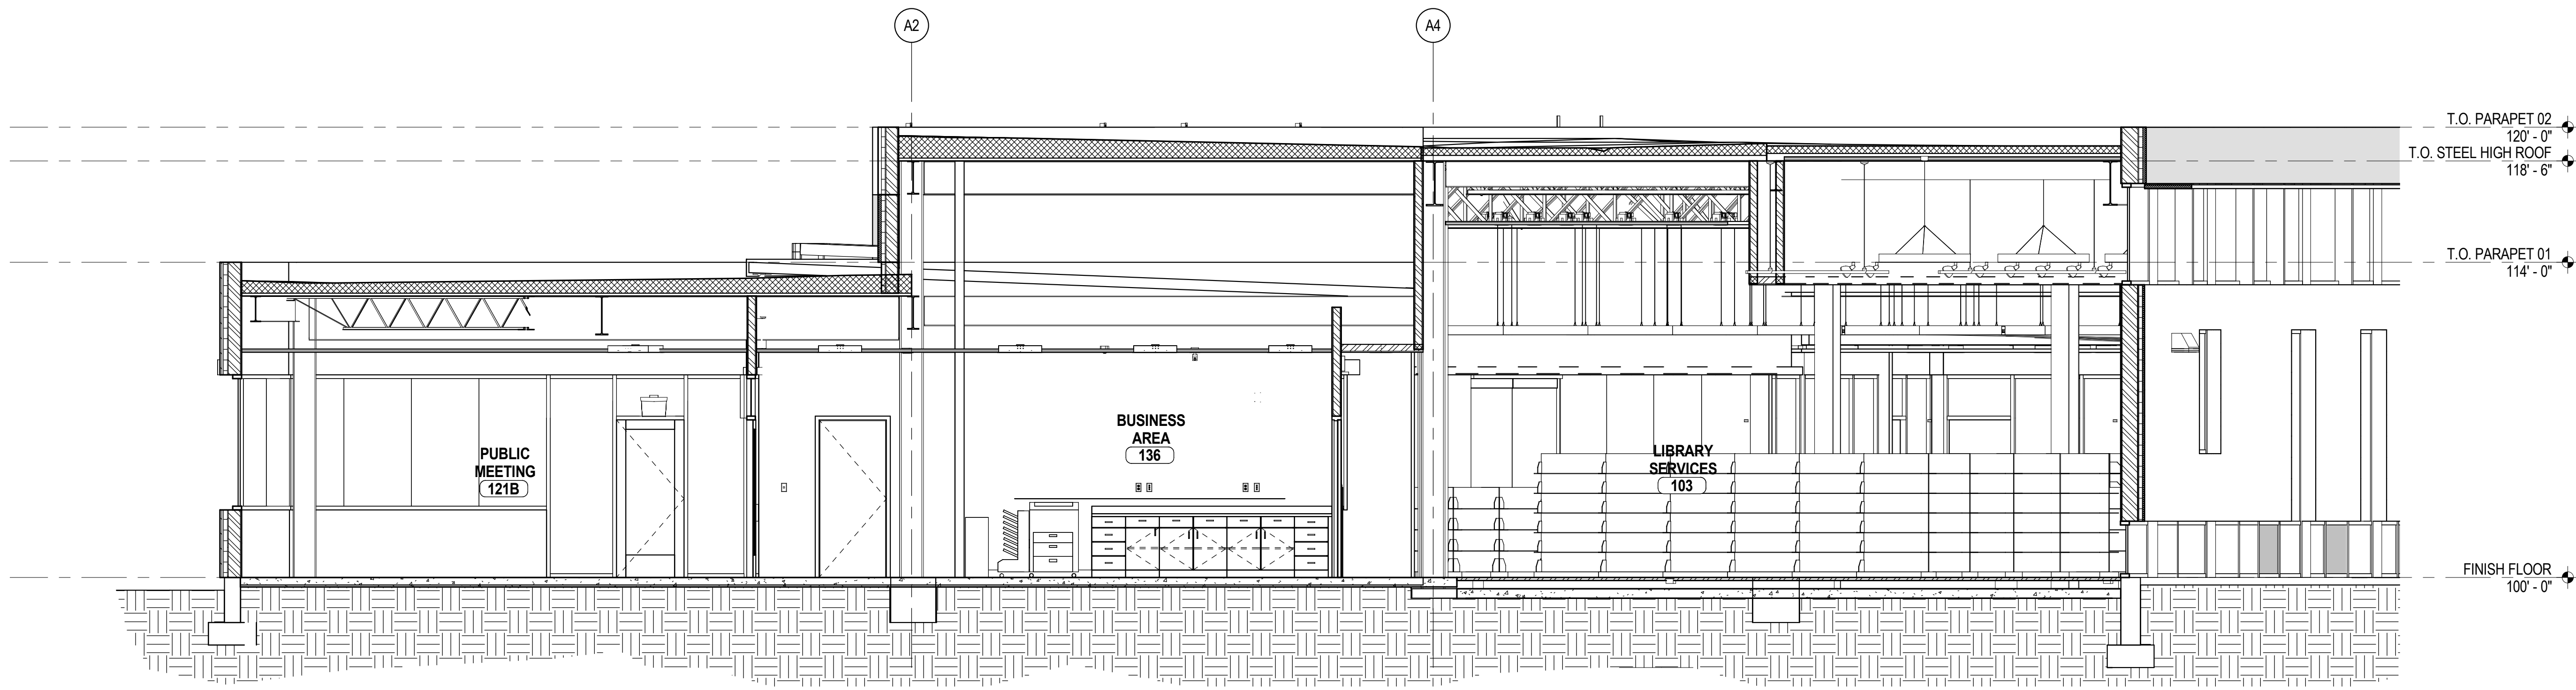 A2
A4
T.O. PARAPET 02
120' - 0"
T.O. STEEL HIGH ROOF
118' - 6"
T.O. PARAPET 01
114' - 0"
BUSINESS
AREA
136
PUBLIC
MEETING
121B
LIBRARY
SERVICES
103
FINISH FLOOR
100' - 0"